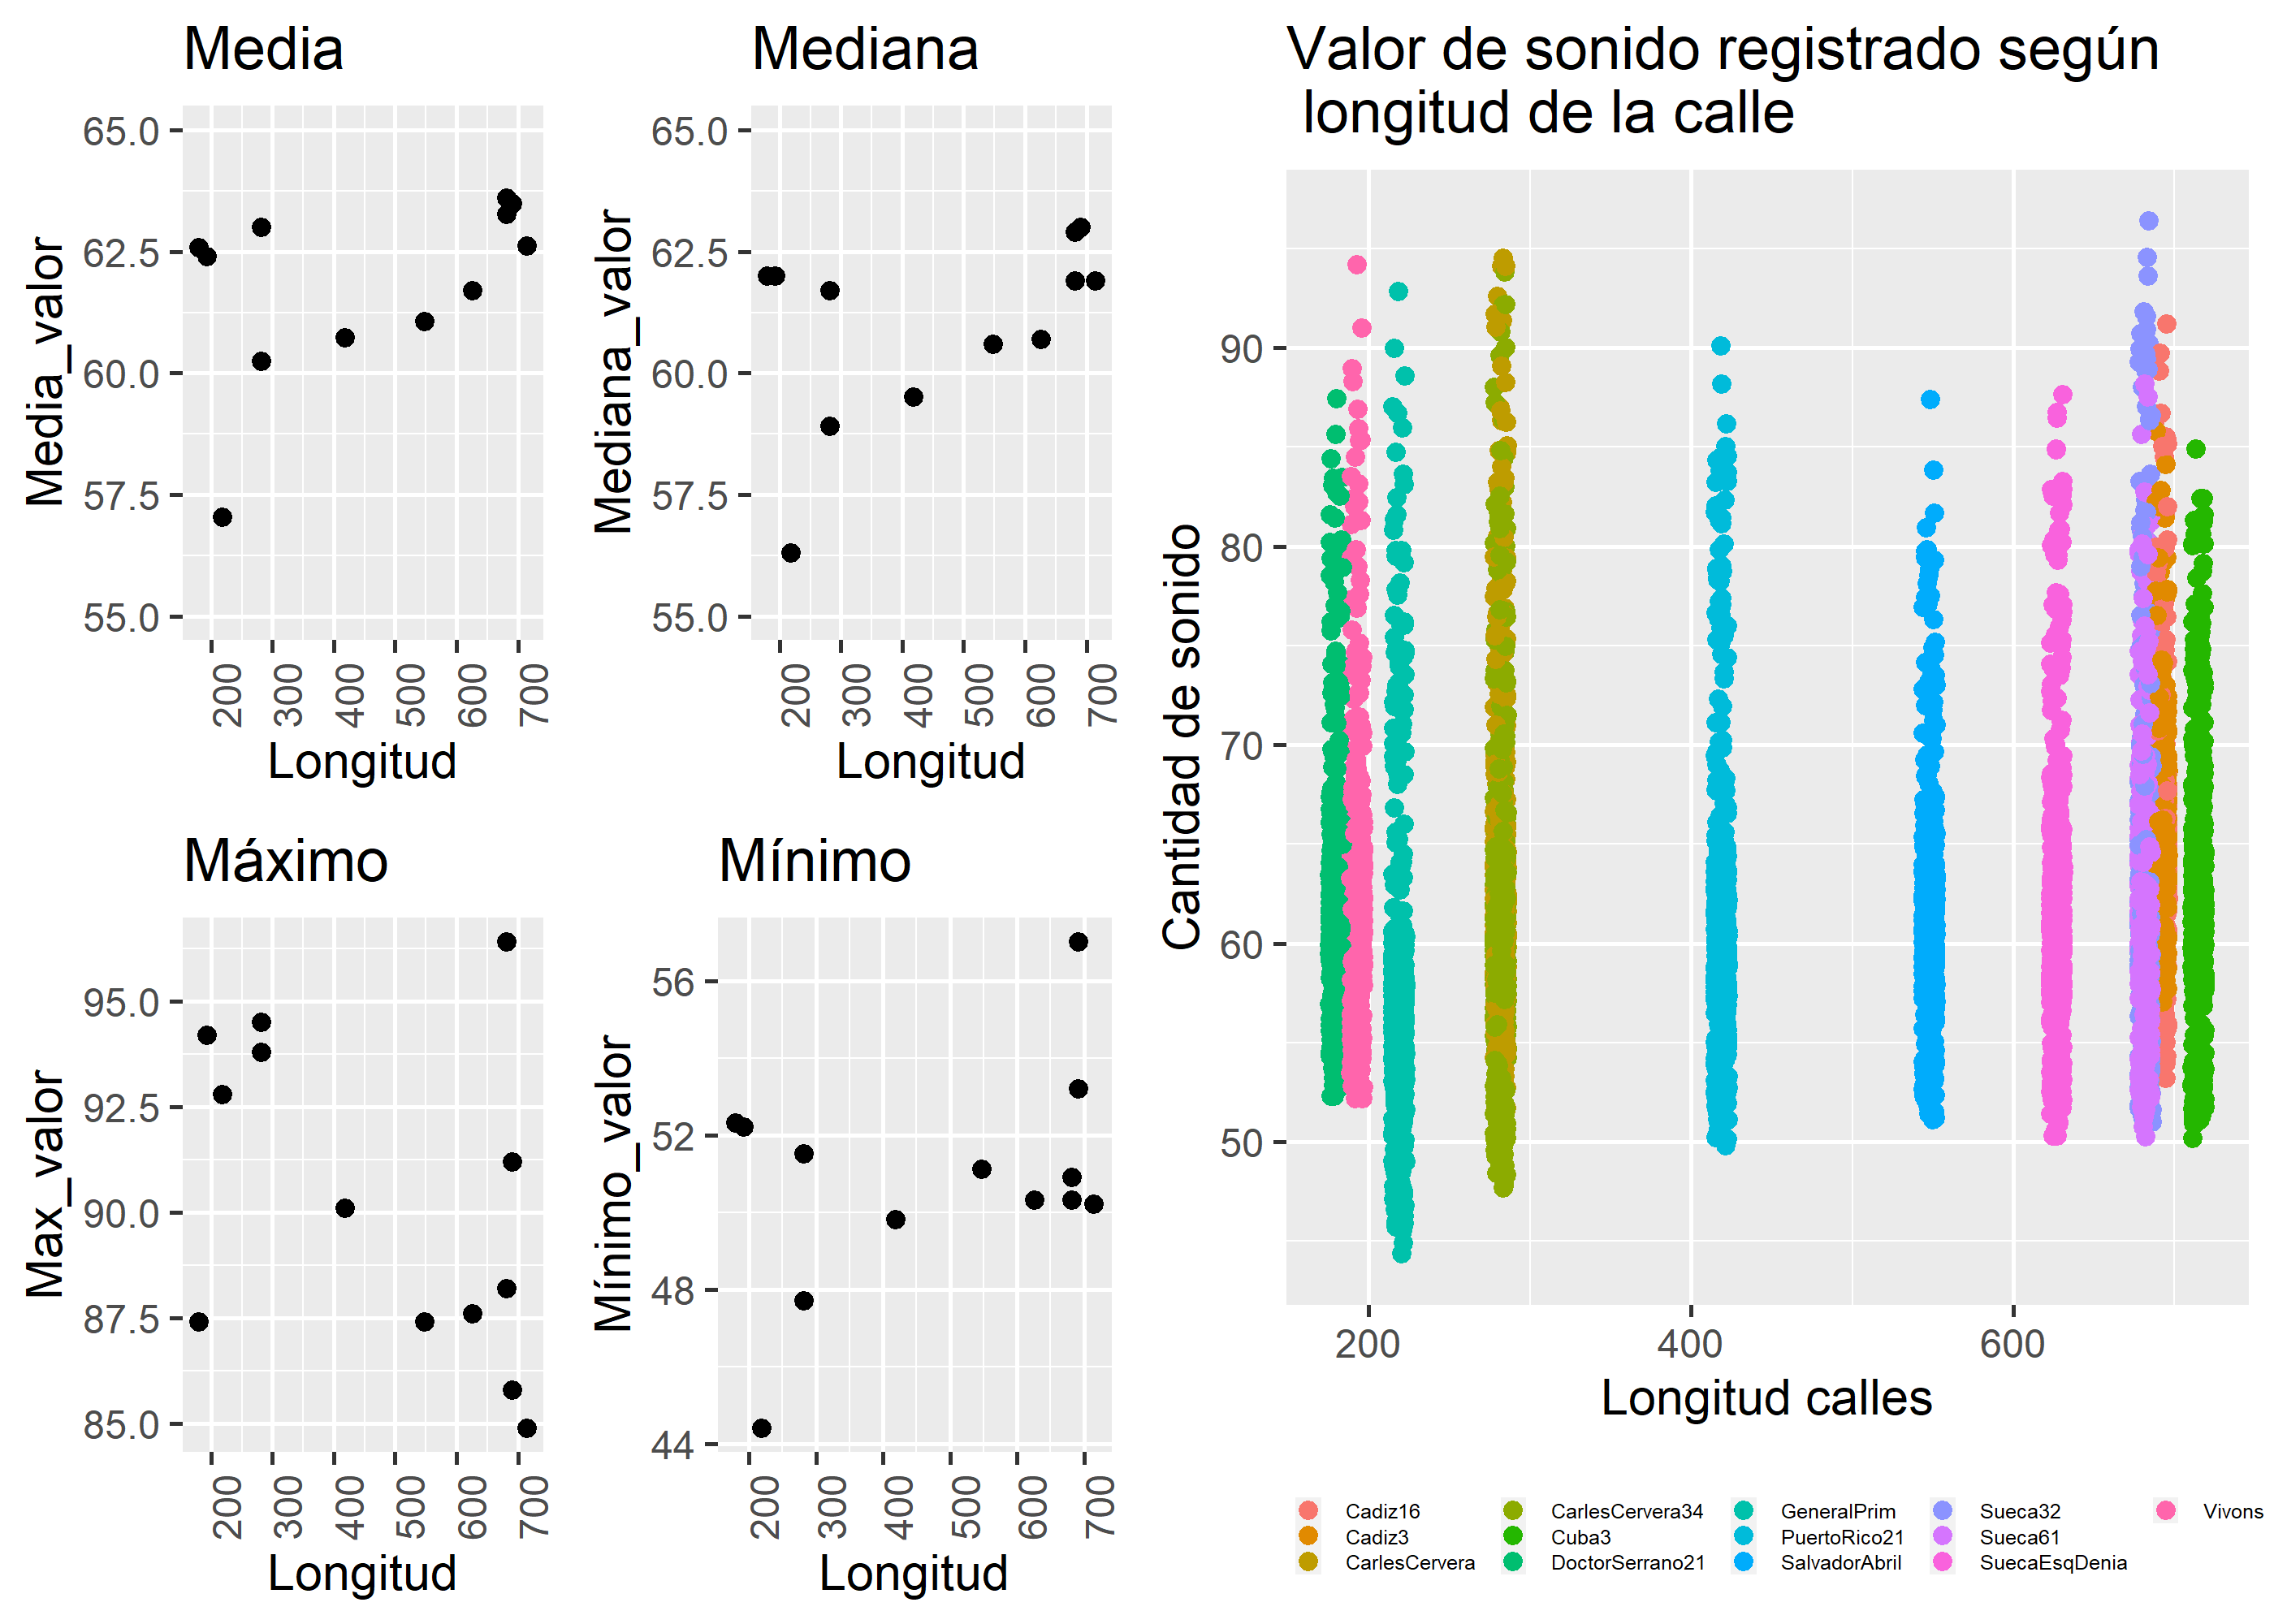 Media
65.0
62.5
60.0
57.5
55.0
Media_valor
200 300 400 500 600 700
Longitud
Mediana
65.0
62.5
60.0
57.5
55.0
Mediana_valor
200 300 400 500 600 700
Longitud
Máximo
95.0
92.5
90.0
87.5
85.0
Max_valor
200 300 400 500 600 700
Longitud
Mínimo
56
52
48
44
Mínimo_valor
200 300 400 500 600 700
Longitud
Valor de sonido registrado según
longitud de la calle
90
80
70
60
50
Cantidad de sonido
200 400 600
Longitud calles
Cadiz16 CarlesCervera34 GeneralPrim Sueca32 Vivons
Cadiz3 Cuba3 PuertoRico21 Sueca61
CarlesCervera DoctorSerrano21 SalvadorAbril SuecaEsqDenia